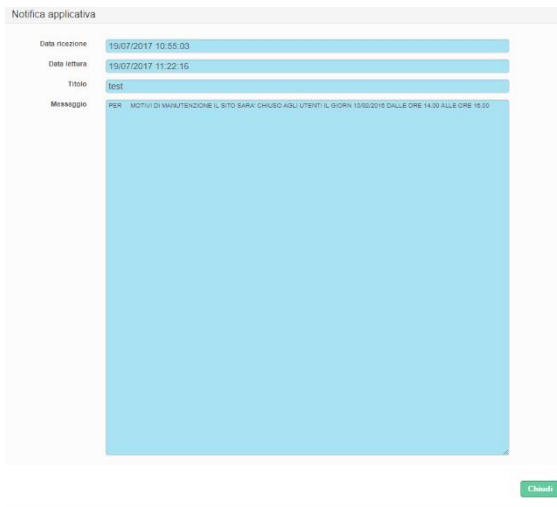 Notifica applicativa
Data ricezione 19/07/2017 10:55:03
Data lettura 19/07/2017 11:22:16
Titolo test
Messaggio PER MOTIVI DI MANUTENZIONE IL SITO SARA' CHIUSO AGLI UTENTI IL GIORN 10/02/2016 DALLE ORE 14.00 ALLE ORE 16.00
Chiudi